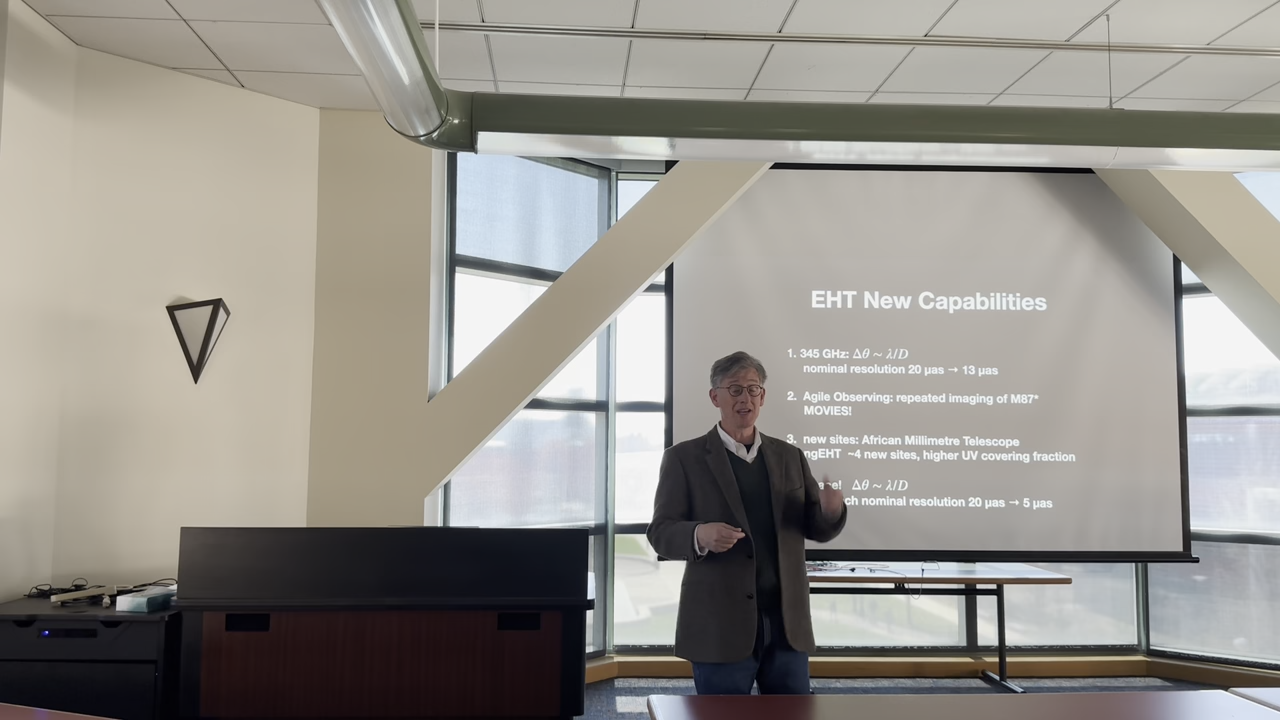 EHT New Capabilities
1. 345 GHz: Δθ ~ λ/D
nominal resolution 20 μas → 13 μas
2. Agile Observing: repeated imaging of M87*
MOVIES!
3. new sites: African Millimetre Telescope
ngEHT ~4 new sites, higher UV covering fraction
Δθ ~ λ/D
nominal resolution 20 μas → 5 μas